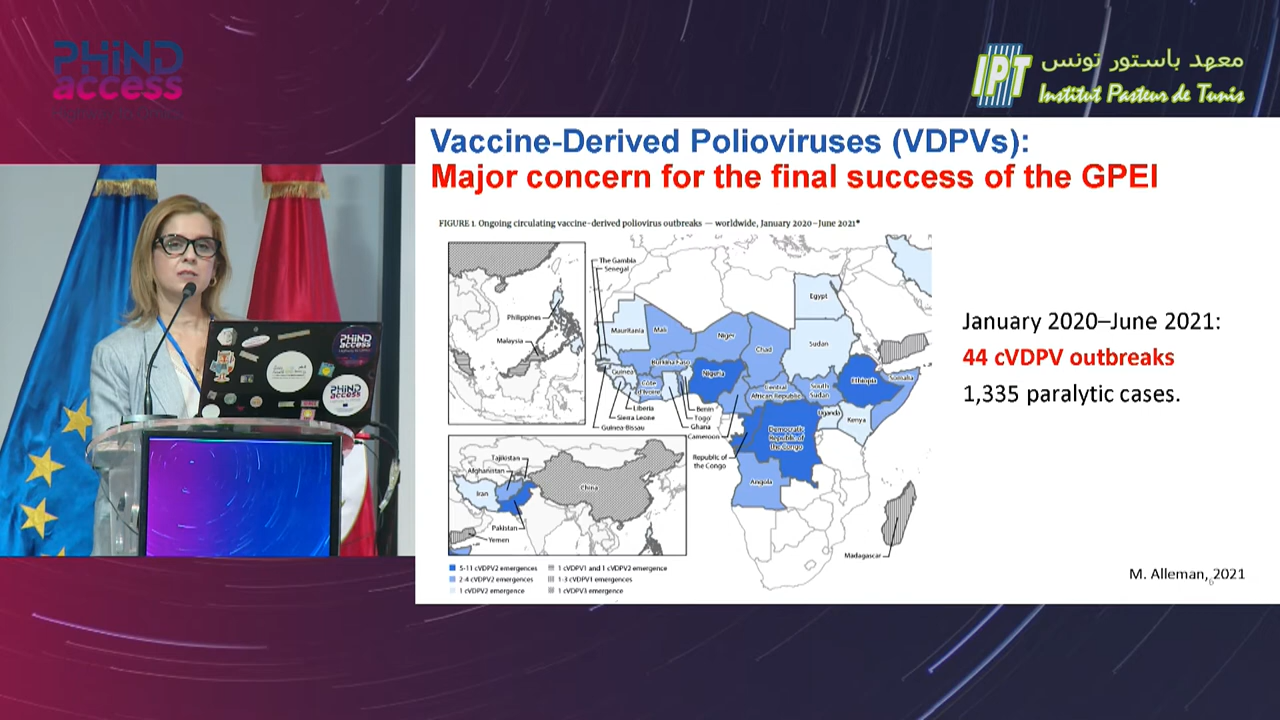 PHiND
access
معهد باستور تونس
IPT
Institut Pasteur de Tunis
Vaccine-Derived Polioviruses (VDPVs):
Major concern for the final success of the GPEI
FIGURE 1. Ongoing circulating vaccine-derived poliovirus outbreaks — worldwide, January 2020–June 2021*
The Gambia
Senegal
Philippines
Malaysia
Mauritania
Mali
Niger
Chad
Egypt
Sudan
Burkina Faso
Guinea
Côte
d'Ivoire
Nigeria
Central
African Republic
South
Sudan
Ethiopia
Somalia
Uganda
Kenya
Liberia
Sierra Leone
Guinea-Bissau
Benin
Togo
Ghana
Cameroon
Democratic
Republic of
the Congo
Republic of
the Congo
Angola
Madagascar
Tajikistan
Afghanistan
Iran
China
Pakistan
Yemen
5-11 cVDPV2 emergences
2-4 cVDPV2 emergences
1 cVDPV2 emergence
1 cVDPV1 and 1 cVDPV2 emergence
1-3 cVDPV1 emergences
1 cVDPV3 emergence
January 2020–June 2021:
44 cVDPV outbreaks
1,335 paralytic cases.
M. Alleman, 2021
6
PHiND
access
PHiND
access